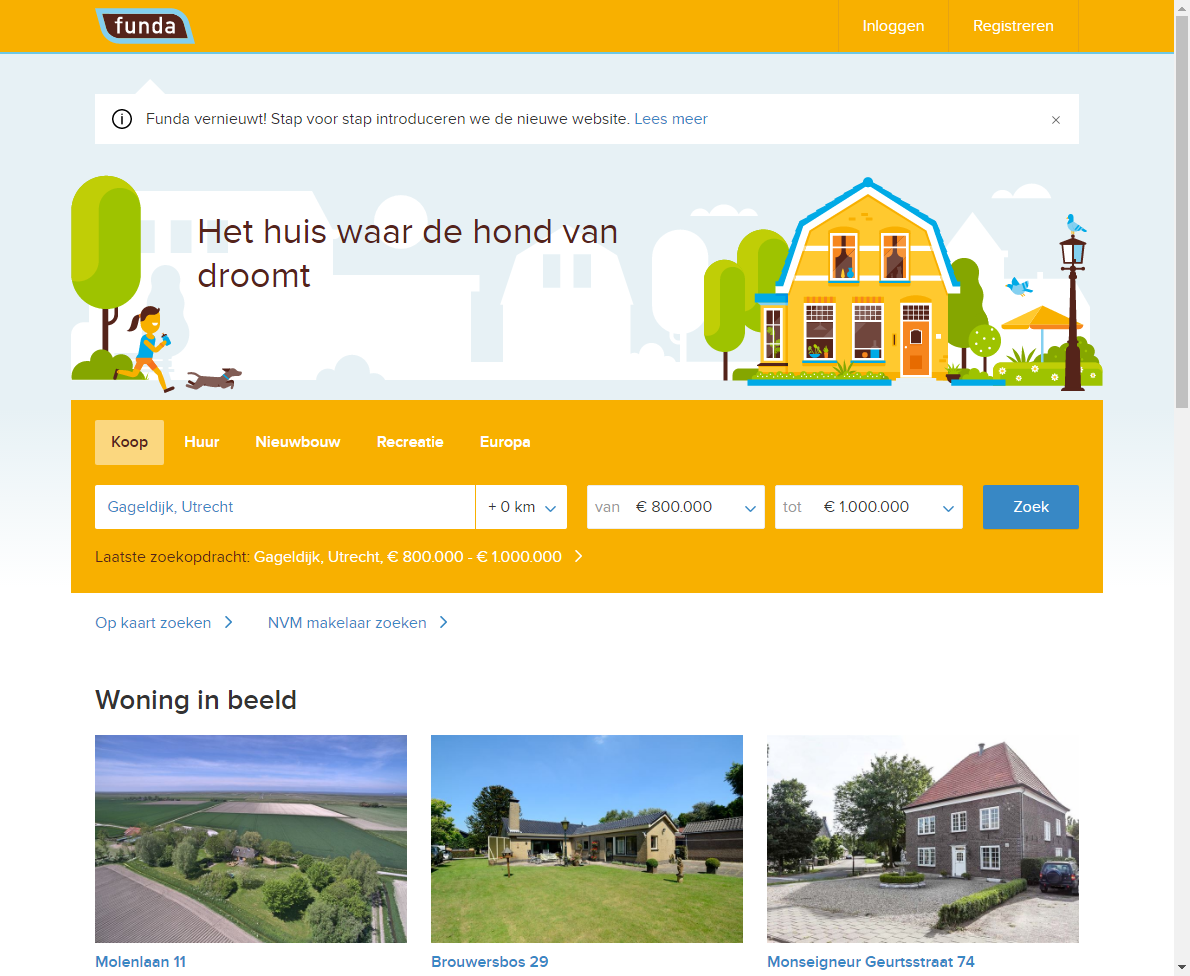 funda
Inloggen
Registreren
Funda vernieuwt! Stap voor stap introduceren we de nieuwe website. Lees meer
Het huis waar de hond van
droomt
Koop
Huur
Nieuwbouw
Recreatie
Europa
Gageldijk, Utrecht
+ 0 km
van € 800.000
tot € 1.000.000
Zoek
Laatste zoekopdracht: Gageldijk, Utrecht, € 800.000 - € 1.000.000
Op kaart zoeken
NVM makelaar zoeken
Woning in beeld
Molenlaan 11
Brouwersbos 29
Monseigneur Geurtsstraat 74